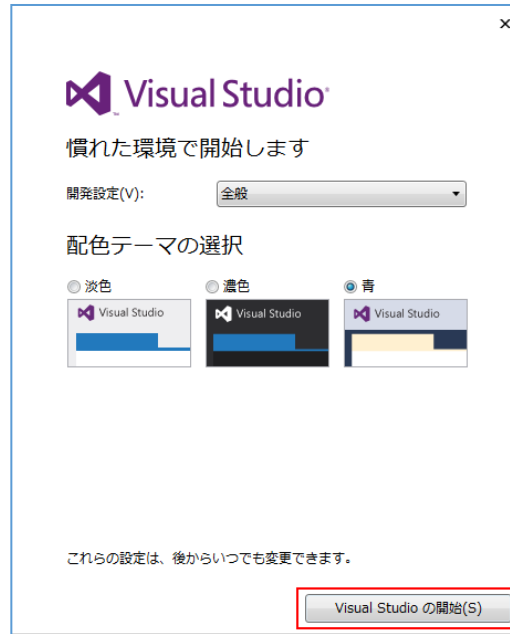 Visual Studio
慣れた環境で開始します
開発設定(V): 全般
配色テーマの選択
淡色 濃色 青
Visual Studio Visual Studio Visual Studio
これらの設定は、後からいつでも変更できます。
Visual Studio の開始(S)